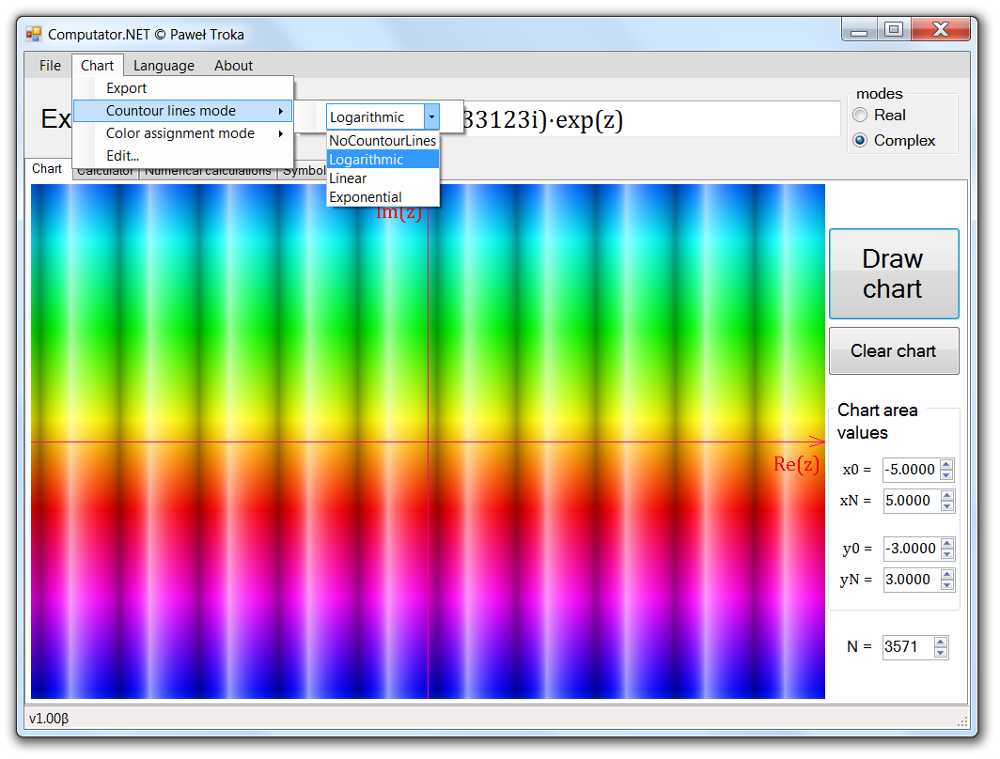 Computator.NET © Paweł Troka
File Chart Language About
Export
Countour lines mode
Color assignment mode
Edit...
Logarithmic
NoCountourLines
Logarithmic
Linear
Exponential
Ex
33123i)·exp(z)
modes
Real
Complex
Chart Calculator Numerical calculations Symbol
Im(z)
Re(z)
Draw
chart
Clear chart
Chart area
values
x0 = -5.0000
xN = 5.0000
y0 = -3.0000
yN = 3.0000
N = 3571
v1.00β